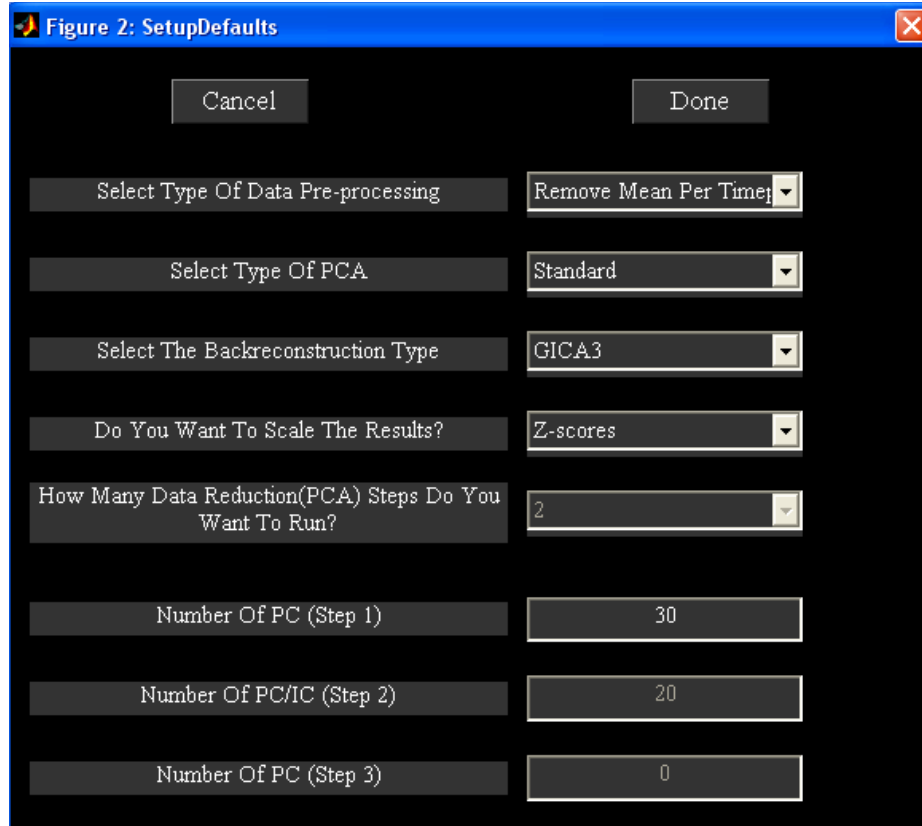 Figure 2: SetupDefaults
Cancel
Done
Select Type Of Data Pre-processing
Remove Mean Per Timep
Select Type Of PCA
Standard
Select The Backreconstruction Type
GICA3
Do You Want To Scale The Results?
Z-scores
How Many Data Reduction(PCA) Steps Do You
Want To Run?
2
Number Of PC (Step 1)
30
Number Of PC/IC (Step 2)
20
Number Of PC (Step 3)
0